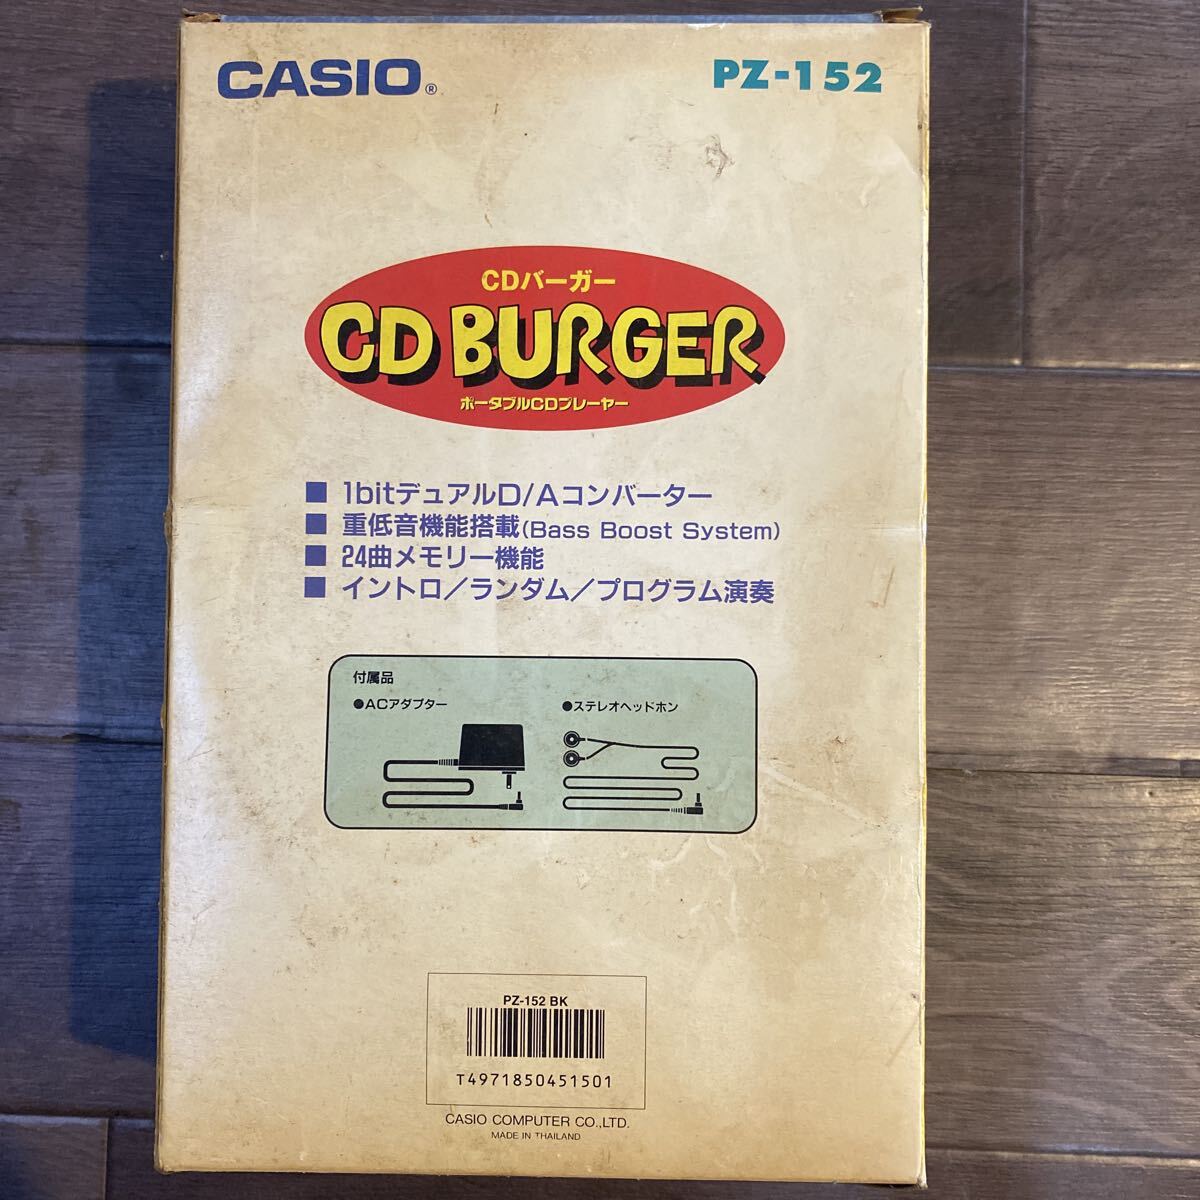 CASIO®
PZ-152
CDバーガー
CD BURGER
ポータブルCDプレーヤー
■ 1bitデュアルD/Aコンバーター
■ 重低音機能搭載(Bass Boost System)
■ 24曲メモリー機能
■ イントロ／ランダム／プログラム演奏
付属品
●ACアダプター
●ステレオヘッドホン
PZ-152 BK
T4971850451501
CASIO COMPUTER CO.,LTD.
MADE IN THAILAND